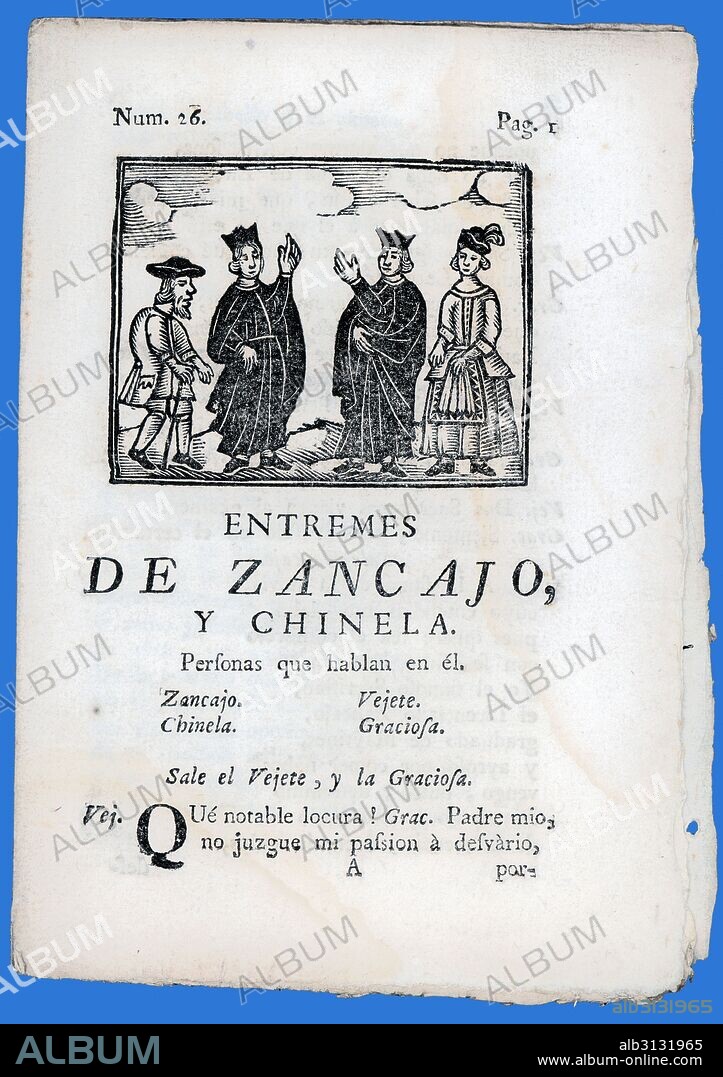 Num. 26. Pag. 1
ENTREMES
DE ZANCAJO,
Y CHINELA.
Perſonas que hablan en él.
Zancajo. Vejete.
Chinela. Gracioſa.
Sale el Vejete, y la Gracioſa.
Vej. QUé notable locura! Grac. Padre mio,
no juzgue mi paſsion à deſvàrio,
A por-
alb3131965
ALBUM
alb3131965
www.album-online.com